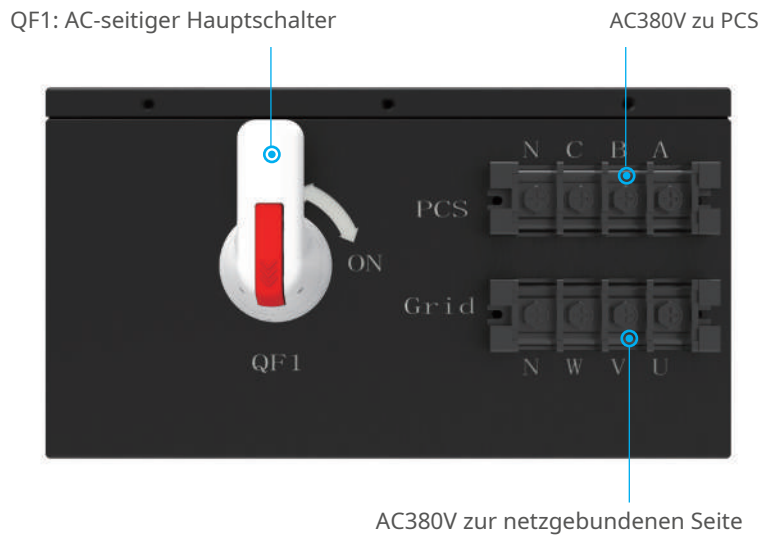 QF1: AC-seitiger Hauptschalter
AC380V zu PCS
N C B A
PCS
ON
Grid
QF1
N W V U
AC380V zur netzgebundenen Seite